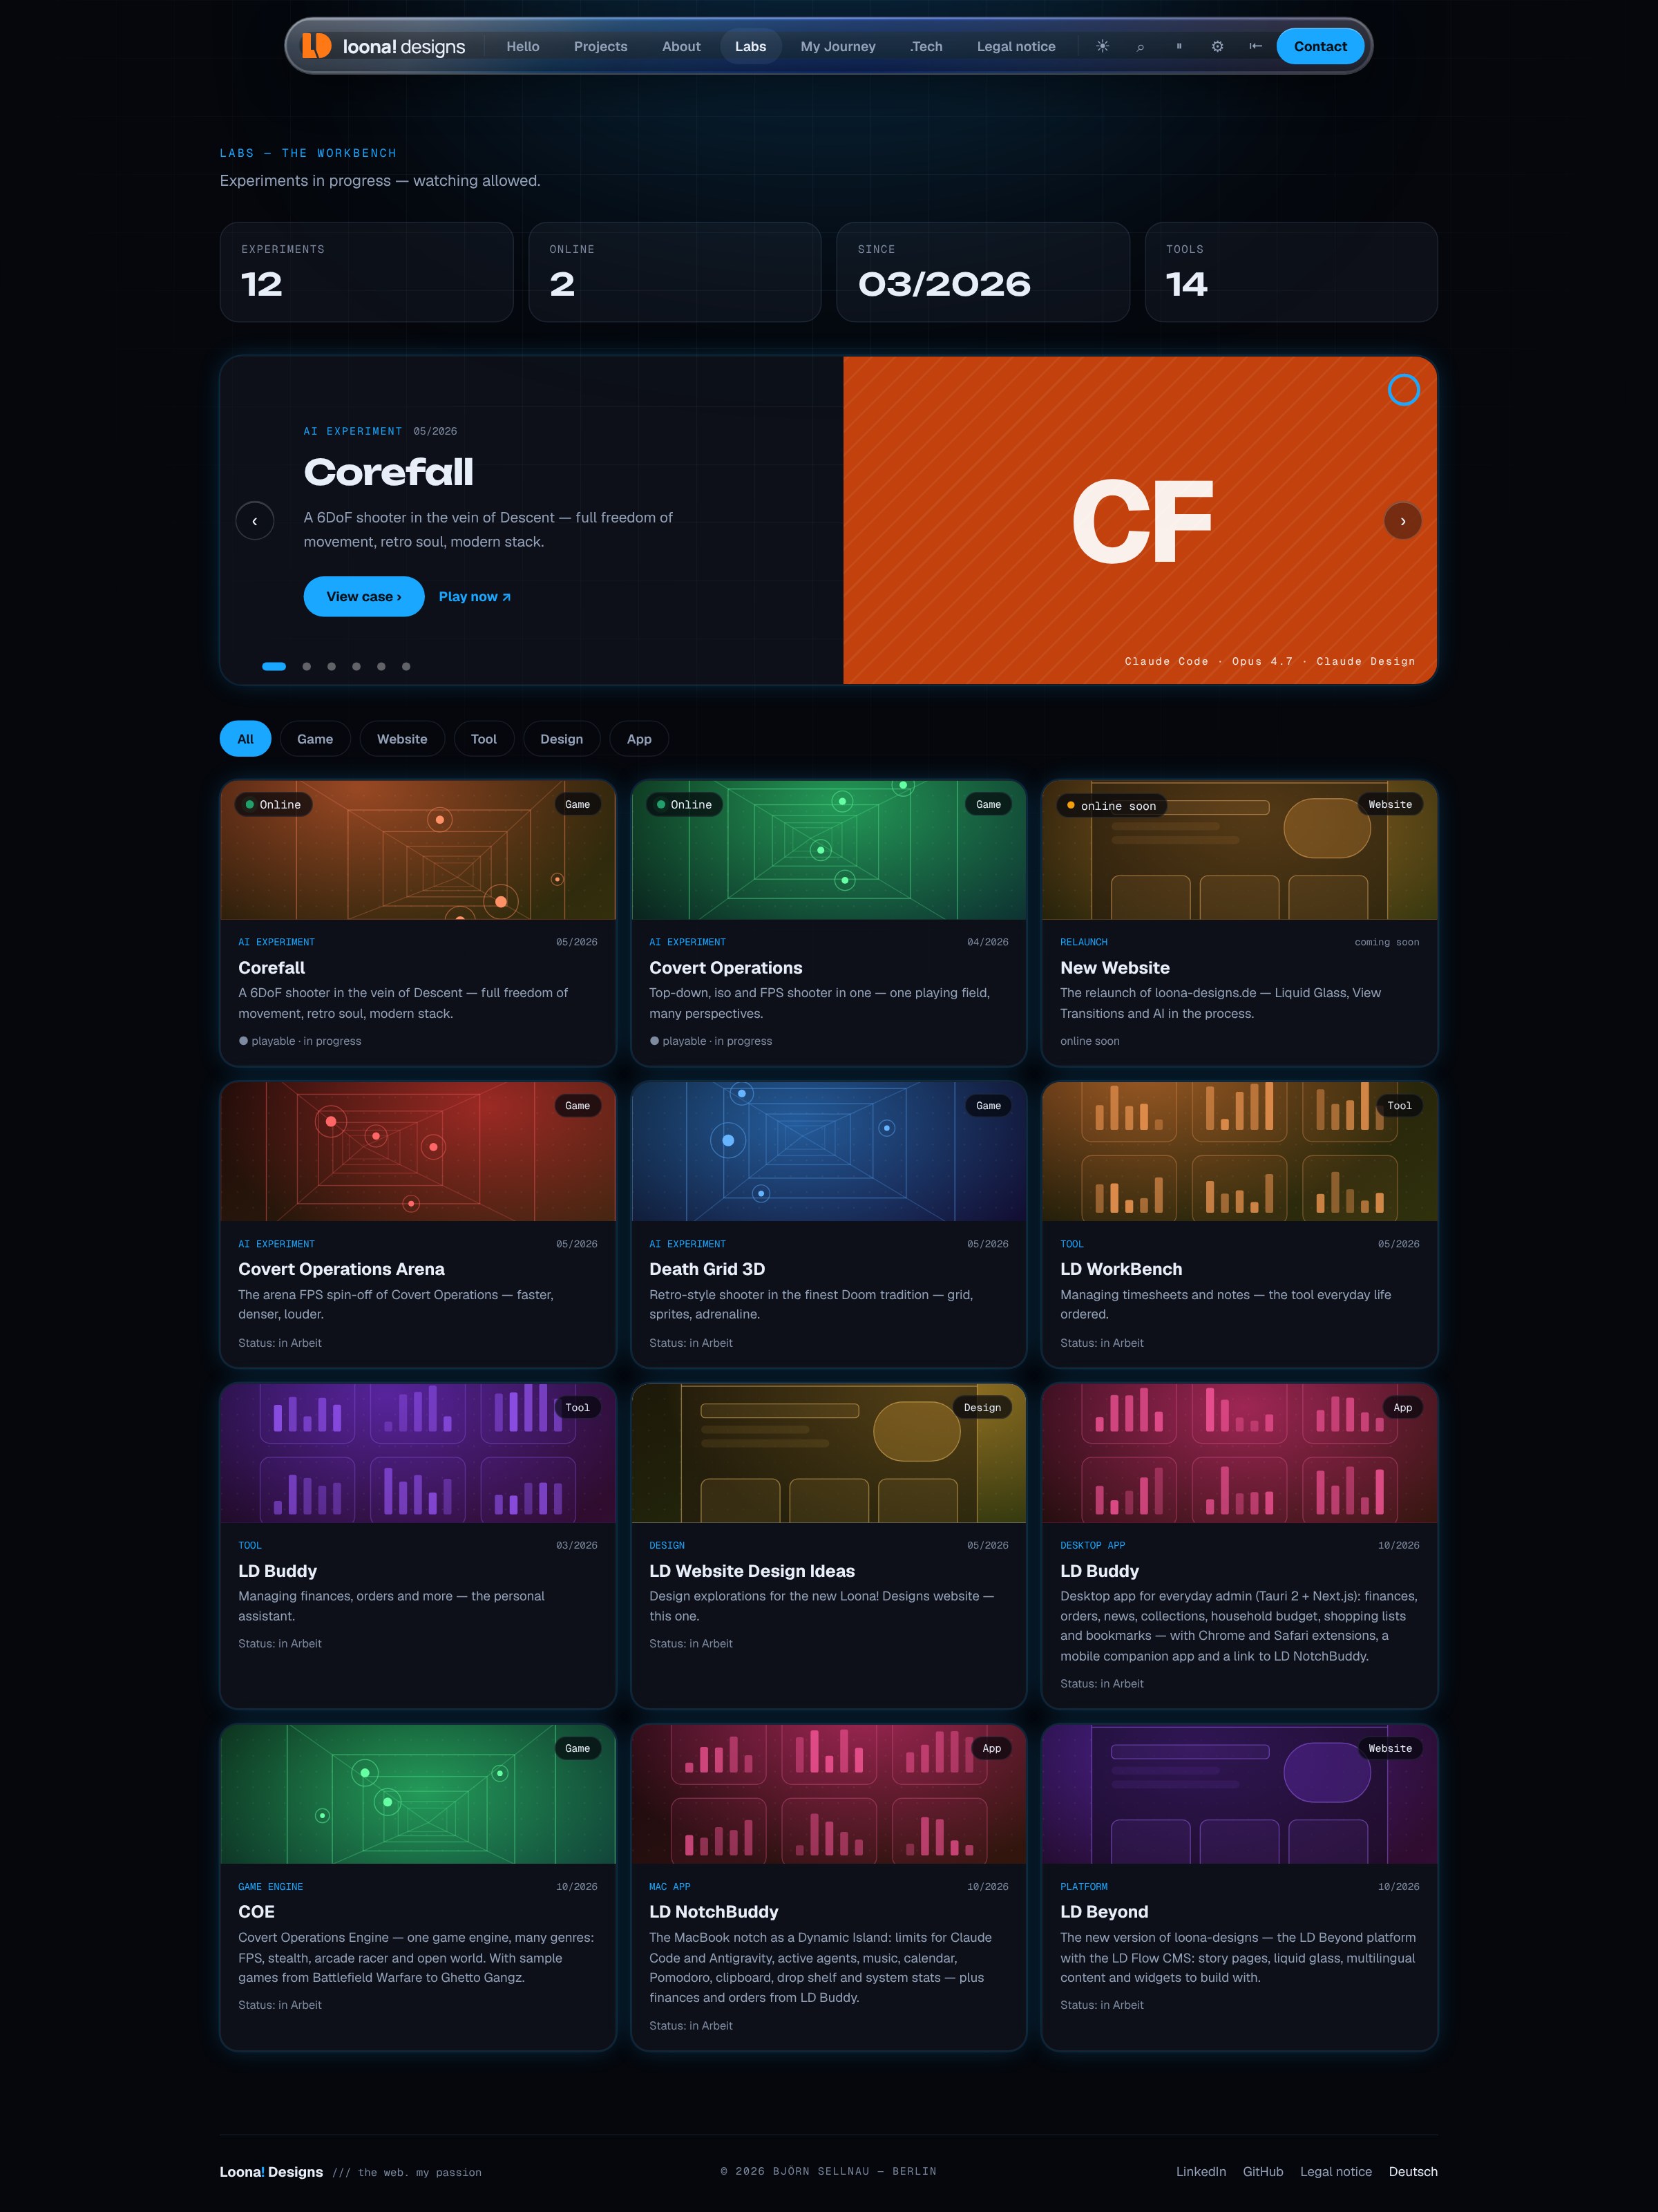 loona! designs Hello Projects About Labs My Journey .Tech Legal notice Contact
LABS — THE WORKBENCH
Experiments in progress — watching allowed.
EXPERIMENTS
12
ONLINE
2
SINCE
03/2026
TOOLS
14
AI EXPERIMENT 05/2026
Corefall
A 6DoF shooter in the vein of Descent — full freedom of
movement, retro soul, modern stack.
View case › Play now ↗
CF
Claude Code · Opus 4.7 · Claude Design
All Game Website Tool Design App
Online Game
AI EXPERIMENT 05/2026
Corefall
A 6DoF shooter in the vein of Descent — full freedom of
movement, retro soul, modern stack.
playable · in progress
Online Game
AI EXPERIMENT 04/2026
Covert Operations
Top-down, iso and FPS shooter in one — one playing field,
many perspectives.
playable · in progress
online soon Website
RELAUNCH coming soon
New Website
The relaunch of loona-designs.de — Liquid Glass, View
Transitions and AI in the process.
online soon
Game
AI EXPERIMENT 05/2026
Covert Operations Arena
The arena FPS spin-off of Covert Operations — faster,
denser, louder.
Status: in Arbeit
Game
AI EXPERIMENT 05/2026
Death Grid 3D
Retro-style shooter in the finest Doom tradition — grid,
sprites, adrenaline.
Status: in Arbeit
Tool
TOOL 05/2026
LD WorkBench
Managing timesheets and notes — the tool everyday life
ordered.
Status: in Arbeit
Tool
TOOL 03/2026
LD Buddy
Managing finances, orders and more — the personal
assistant.
Status: in Arbeit
Design
DESIGN 05/2026
LD Website Design Ideas
Design explorations for the new Loona! Designs website —
this one.
Status: in Arbeit
App
DESKTOP APP 10/2026
LD Buddy
Desktop app for everyday admin (Tauri 2 + Next.js): finances,
orders, news, collections, household budget, shopping lists
and bookmarks — with Chrome and Safari extensions, a
mobile companion app and a link to LD NotchBuddy.
Status: in Arbeit
Game
GAME ENGINE 10/2026
COE
Covert Operations Engine — one game engine, many genres:
FPS, stealth, arcade racer and open world. With sample
games from Battlefield Warfare to Ghetto Gangz.
Status: in Arbeit
App
MAC APP 10/2026
LD NotchBuddy
The MacBook notch as a Dynamic Island: limits for Claude
Code and Antigravity, active agents, music, calendar,
Pomodoro, clipboard, drop shelf and system stats — plus
finances and orders from LD Buddy.
Status: in Arbeit
Website
PLATFORM 10/2026
LD Beyond
The new version of loona-designs — the LD Beyond platform
with the LD Flow CMS: story pages, liquid glass, multilingual
content and widgets to build with.
Status: in Arbeit
Loona! Designs /// the web. my passion
© 2026 BJÖRN SELLNAU — BERLIN
LinkedIn GitHub Legal notice Deutsch